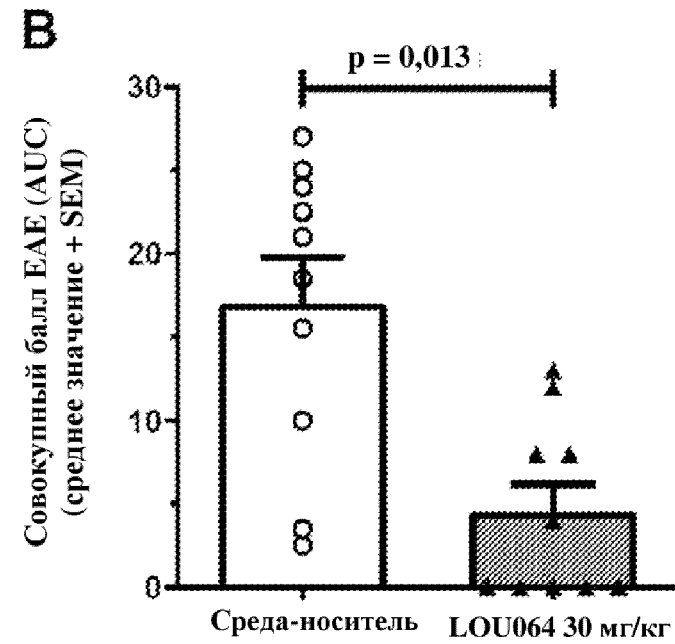 B
p = 0,013
30
20
10
0
Совокупный балл EAE (AUC)
(среднее значение + SEM)
Среда-носитель
LOU064 30 мг/кг